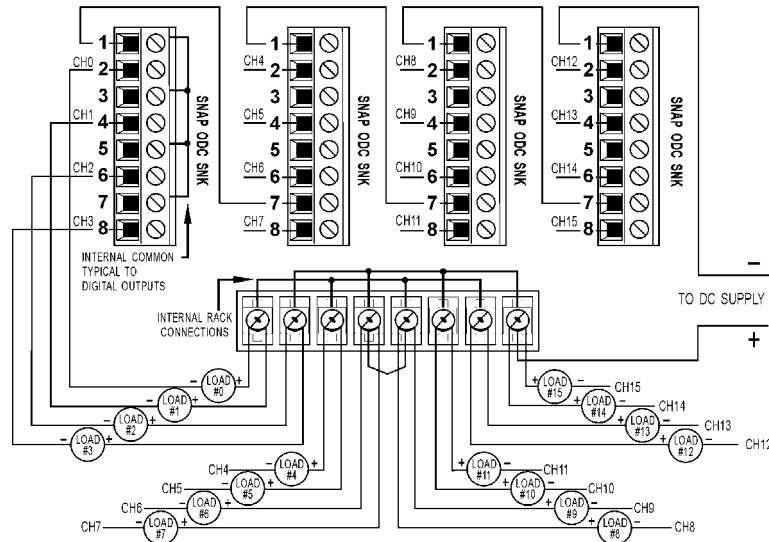 1
2
3
4
5
6
7
8
CH0
CH1
CH2
CH3
SNAP ODC SNK
1
2
3
4
5
6
7
8
CH4
CH5
CH6
CH7
SNAP ODC SNK
1
2
3
4
5
6
7
8
CH8
CH9
CH10
CH11
SNAP ODC SNK
1
2
3
4
5
6
7
8
CH12
CH13
CH14
CH15
SNAP ODC SNK
INTERNAL COMMON
TYPICAL TO
DIGITAL OUTPUTS
INTERNAL RACK
CONNECTIONS
−
TO DC SUPPLY
+
− LOAD #0 +
− LOAD #1 +
− LOAD #2 +
− LOAD #3 +
CH4 − LOAD #4 +
CH5 − LOAD #5 +
CH6 − LOAD #6 +
CH7 − LOAD #7 +
+ LOAD #15 − CH15
+ LOAD #14 − CH14
+ LOAD #13 − CH13
+ LOAD #12 − CH12
+ LOAD #11 − CH11
+ LOAD #10 − CH10
+ LOAD #9 − CH9
+ LOAD #8 − CH8